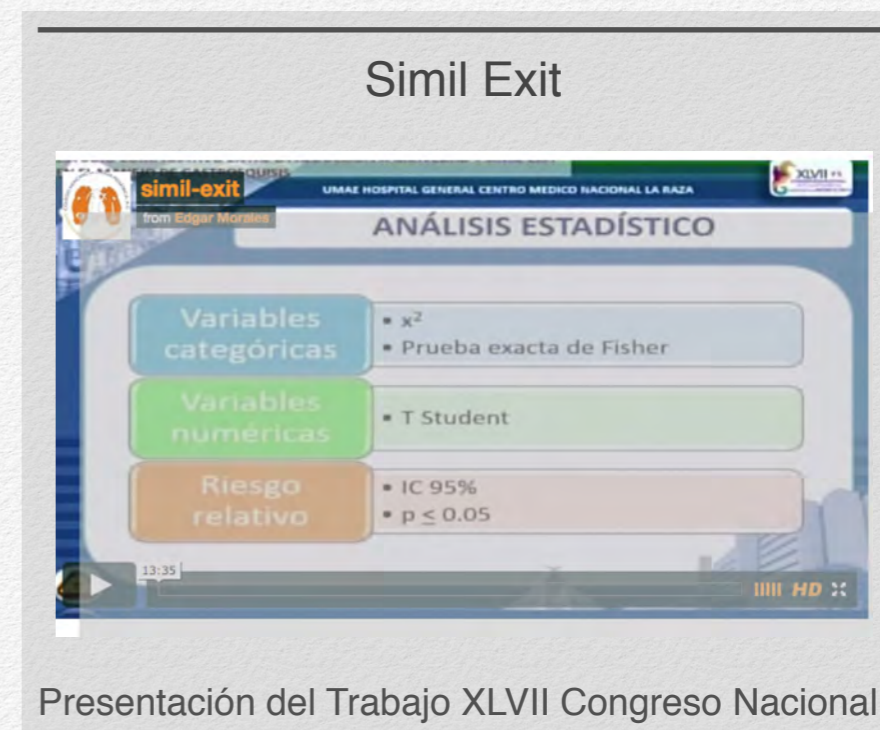 Simil Exit
simil-exit
from Edgar Morales
UMAE HOSPITAL GENERAL CENTRO MEDICO NACIONAL LA RAZA
XLVII
ANÁLISIS ESTADÍSTICO
Variables
categóricas
▪ x²
▪ Prueba exacta de Fisher
Variables
numéricas
▪ T Student
Riesgo
relativo
▪ IC 95%
▪ p ≤ 0.05
13:35
HD
Presentación del Trabajo XLVII Congreso Nacional